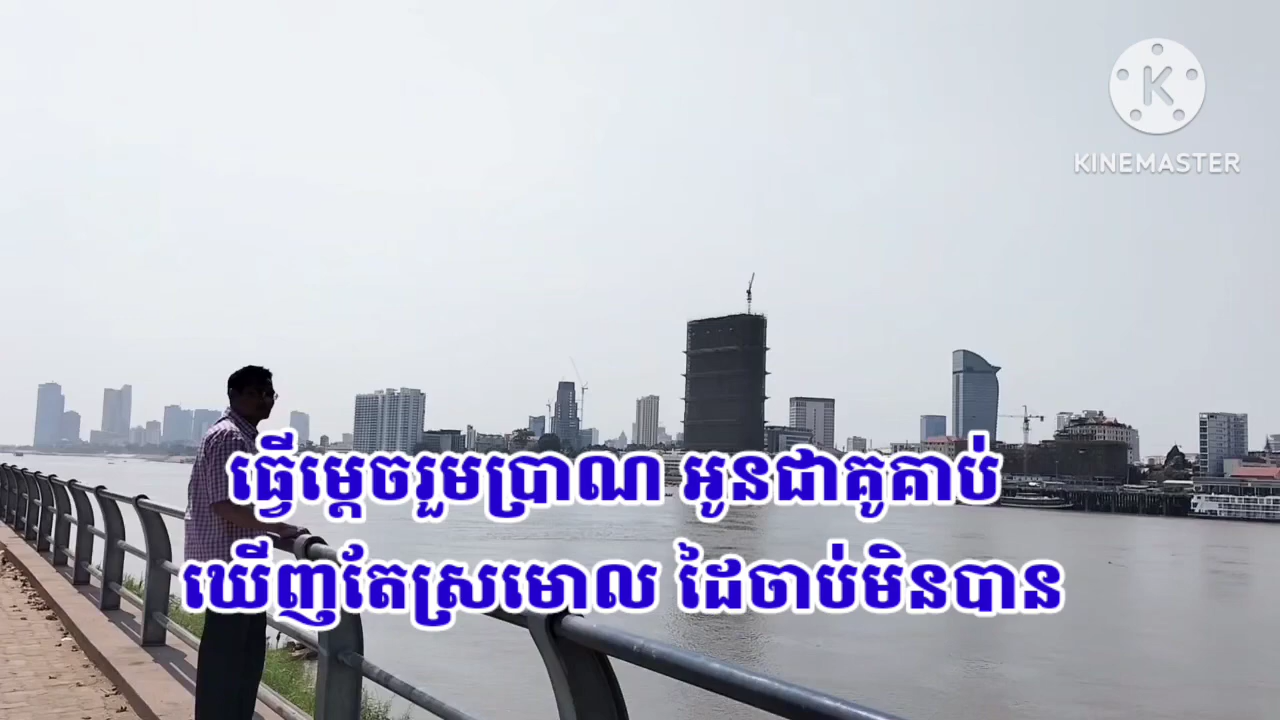 KINEMASTER
ធ្វើម្ដេចរួមប្រាណ អូនជាគូគាប់
ឃើញតែស្រមោល ដៃចាប់មិនបាន